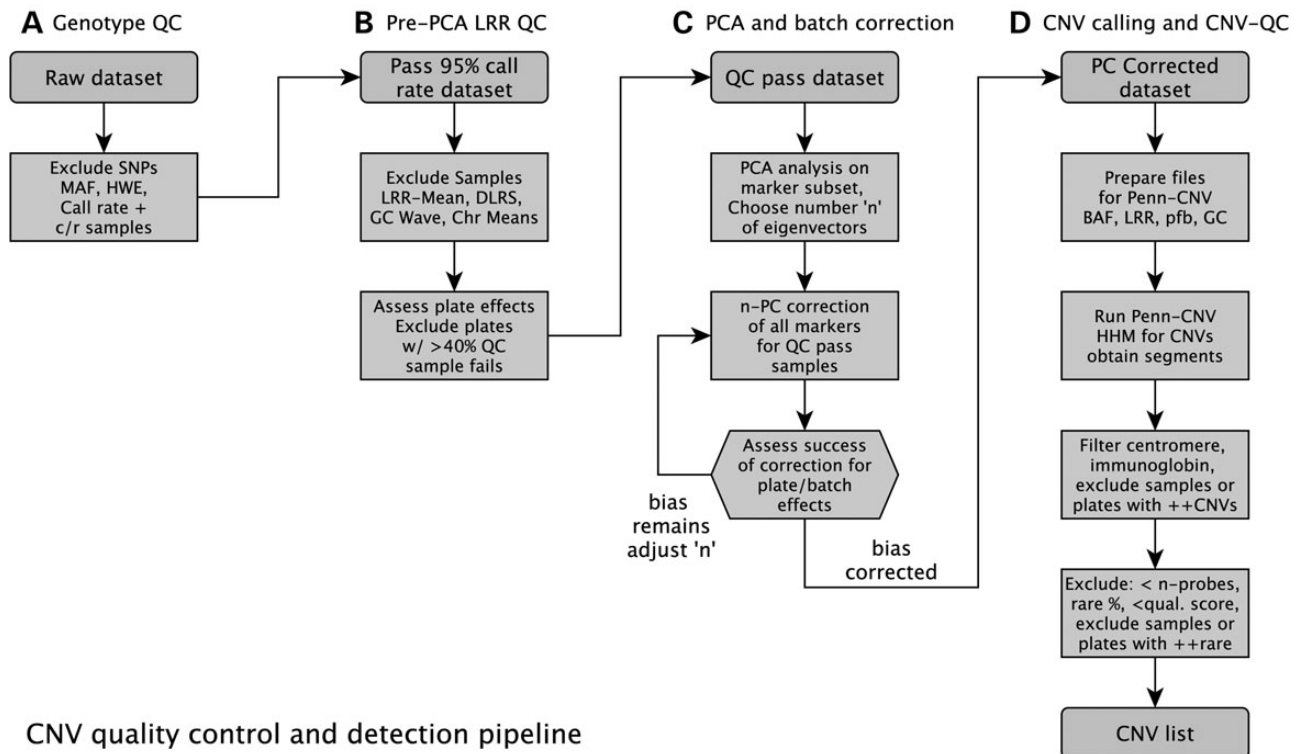 A Genotype QC
Raw dataset
Exclude SNPs
MAF, HWE,
Call rate +
c/r samples
B Pre-PCA LRR QC
Pass 95% call
rate dataset
Exclude Samples
LRR-Mean, DLRS,
GC Wave, Chr Means
Assess plate effects
Exclude plates
w/ >40% QC
sample fails
C PCA and batch correction
QC pass dataset
PCA analysis on
marker subset,
Choose number 'n'
of eigenvectors
n-PC correction
of all markers
for QC pass
samples
Assess success
of correction for
plate/batch
effects
bias
remains
adjust 'n'
bias
corrected
D CNV calling and CNV-QC
PC Corrected
dataset
Prepare files
for Penn-CNV
BAF, LRR, pfb, GC
Run Penn-CNV
HHM for CNVs
obtain segments
Filter centromere,
immunoglobin,
exclude samples or
plates with ++CNVs
Exclude: < n-probes,
rare %, <qual. score,
exclude samples or
plates with ++rare
CNV list
CNV quality control and detection pipeline